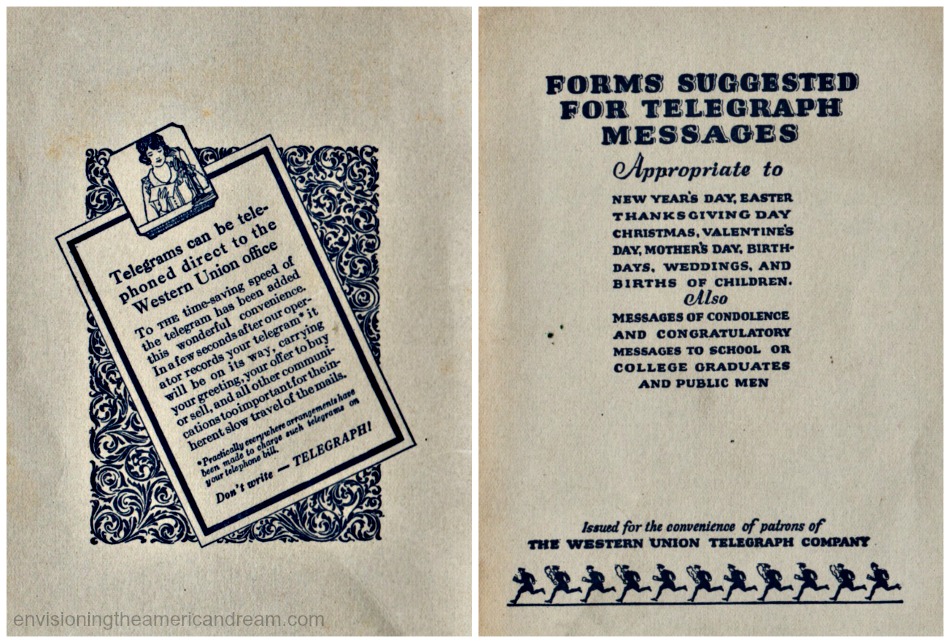 Telegrams can be tele-
phoned direct to the
Western Union office
To THE time-saving speed of
the telegram has been added
this wonderful convenience.
In a few seconds after our oper-
ator records your telegram* it
will be on its way, carrying
your greeting, your offer to buy
or sell, and all other communi-
cations too important for the in-
herent slow travel of the mails.
*Practically everywhere arrangements have
been made to charge such telegrams on
your telephone bill.
Don't write — TELEGRAPH!
envisioningtheamericandream.com
FORMS SUGGESTED
FOR TELEGRAPH
MESSAGES
Appropriate to
NEW YEAR'S DAY, EASTER
THANKSGIVING DAY
CHRISTMAS, VALENTINE'S
DAY, MOTHER'S DAY, BIRTH-
DAYS, WEDDINGS, AND
BIRTHS OF CHILDREN.
Also
MESSAGES OF CONDOLENCE
AND CONGRATULATORY
MESSAGES TO SCHOOL OR
COLLEGE GRADUATES
AND PUBLIC MEN
Issued for the convenience of patrons of
THE WESTERN UNION TELEGRAPH COMPANY